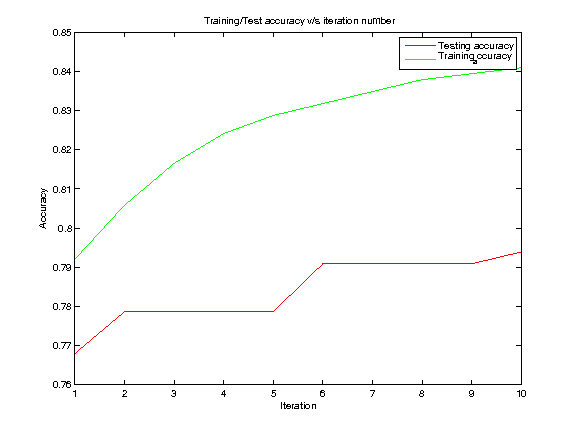 Training/Test accuracy v/s iteration number
Testing accuracy
Training accuracy
0.85
0.84
0.83
0.82
0.81
0.8
0.79
0.78
0.77
0.76
Accuracy
1 2 3 4 5 6 7 8 9 10
Iteration